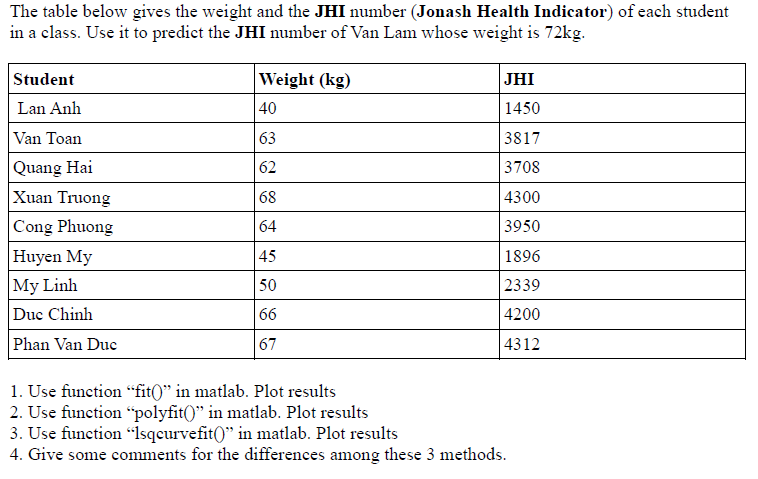 The table below gives the weight and the JHI number (Jonash Health Indicator) of each student
in a class. Use it to predict the JHI number of Van Lam whose weight is 72kg.
Student Weight (kg) JHI
Lan Anh 40 1450
Van Toan 63 3817
Quang Hai 62 3708
Xuan Truong 68 4300
Cong Phuong 64 3950
Huyen My 45 1896
My Linh 50 2339
Duc Chinh 66 4200
Phan Van Duc 67 4312
1. Use function “fit()” in matlab. Plot results
2. Use function “polyfit()” in matlab. Plot results
3. Use function “lsqcurvefit()” in matlab. Plot results
4. Give some comments for the differences among these 3 methods.